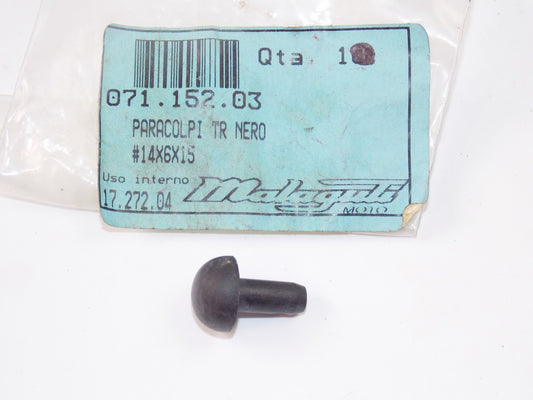 Qta. 1
071.152.03
PARACOLPI TR NERO
#14X6X15
Uso interno
17.272.04
Malaguti
MOTO